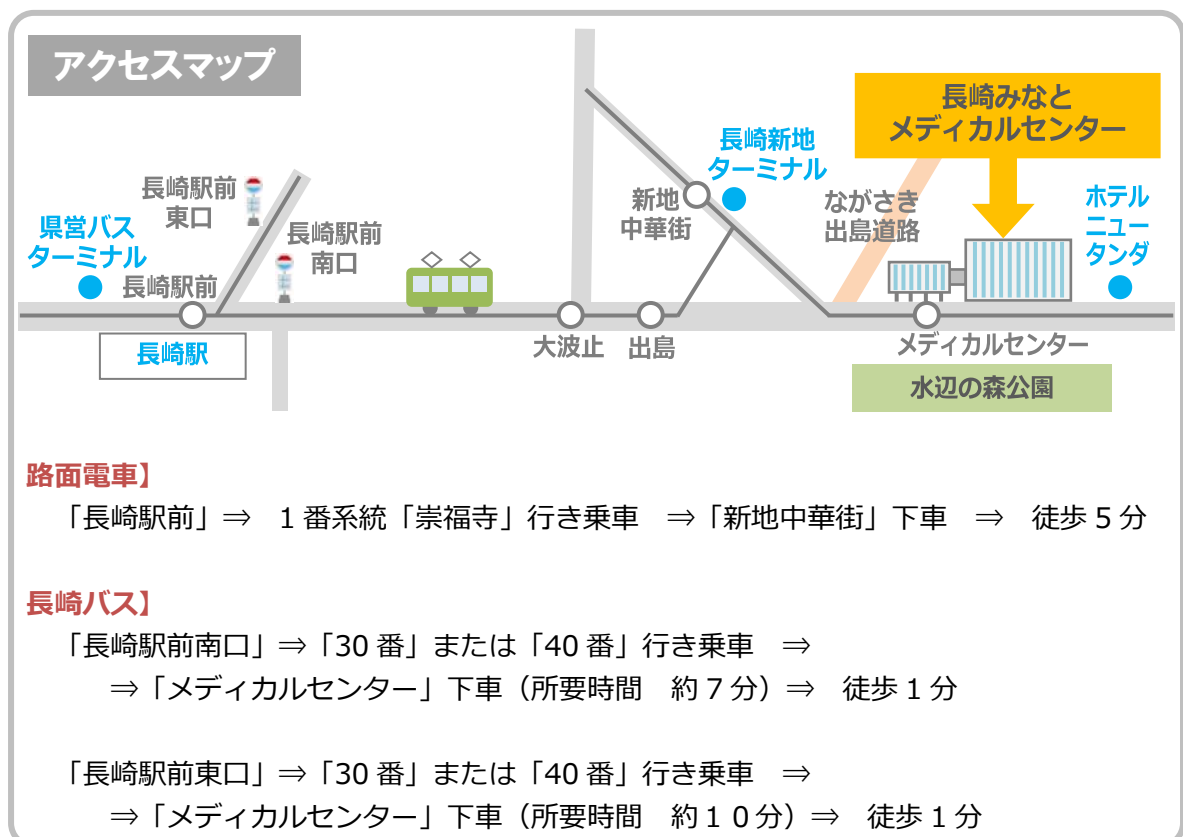 アクセスマップ
長崎みなと
メディカルセンター
長崎新地
ターミナル
長崎駅前
東口
新地
中華街
ながさき
出島道路
ホテル
ニュー
タンダ
県営バス
ターミナル
長崎駅前
南口
長崎駅前
長崎駅
大波止
出島
メディカルセンター
水辺の森公園
路面電車】
「長崎駅前」⇒　1番系統「崇福寺」行き乗車　⇒「新地中華街」下車　⇒　徒歩5分
長崎バス】
「長崎駅前南口」⇒「30番」または「40番」行き乗車　⇒
⇒「メディカルセンター」下車（所要時間　約7分）⇒　徒歩1分
「長崎駅前東口」⇒「30番」または「40番」行き乗車　⇒
⇒「メディカルセンター」下車（所要時間　約１０分）⇒　徒歩1分